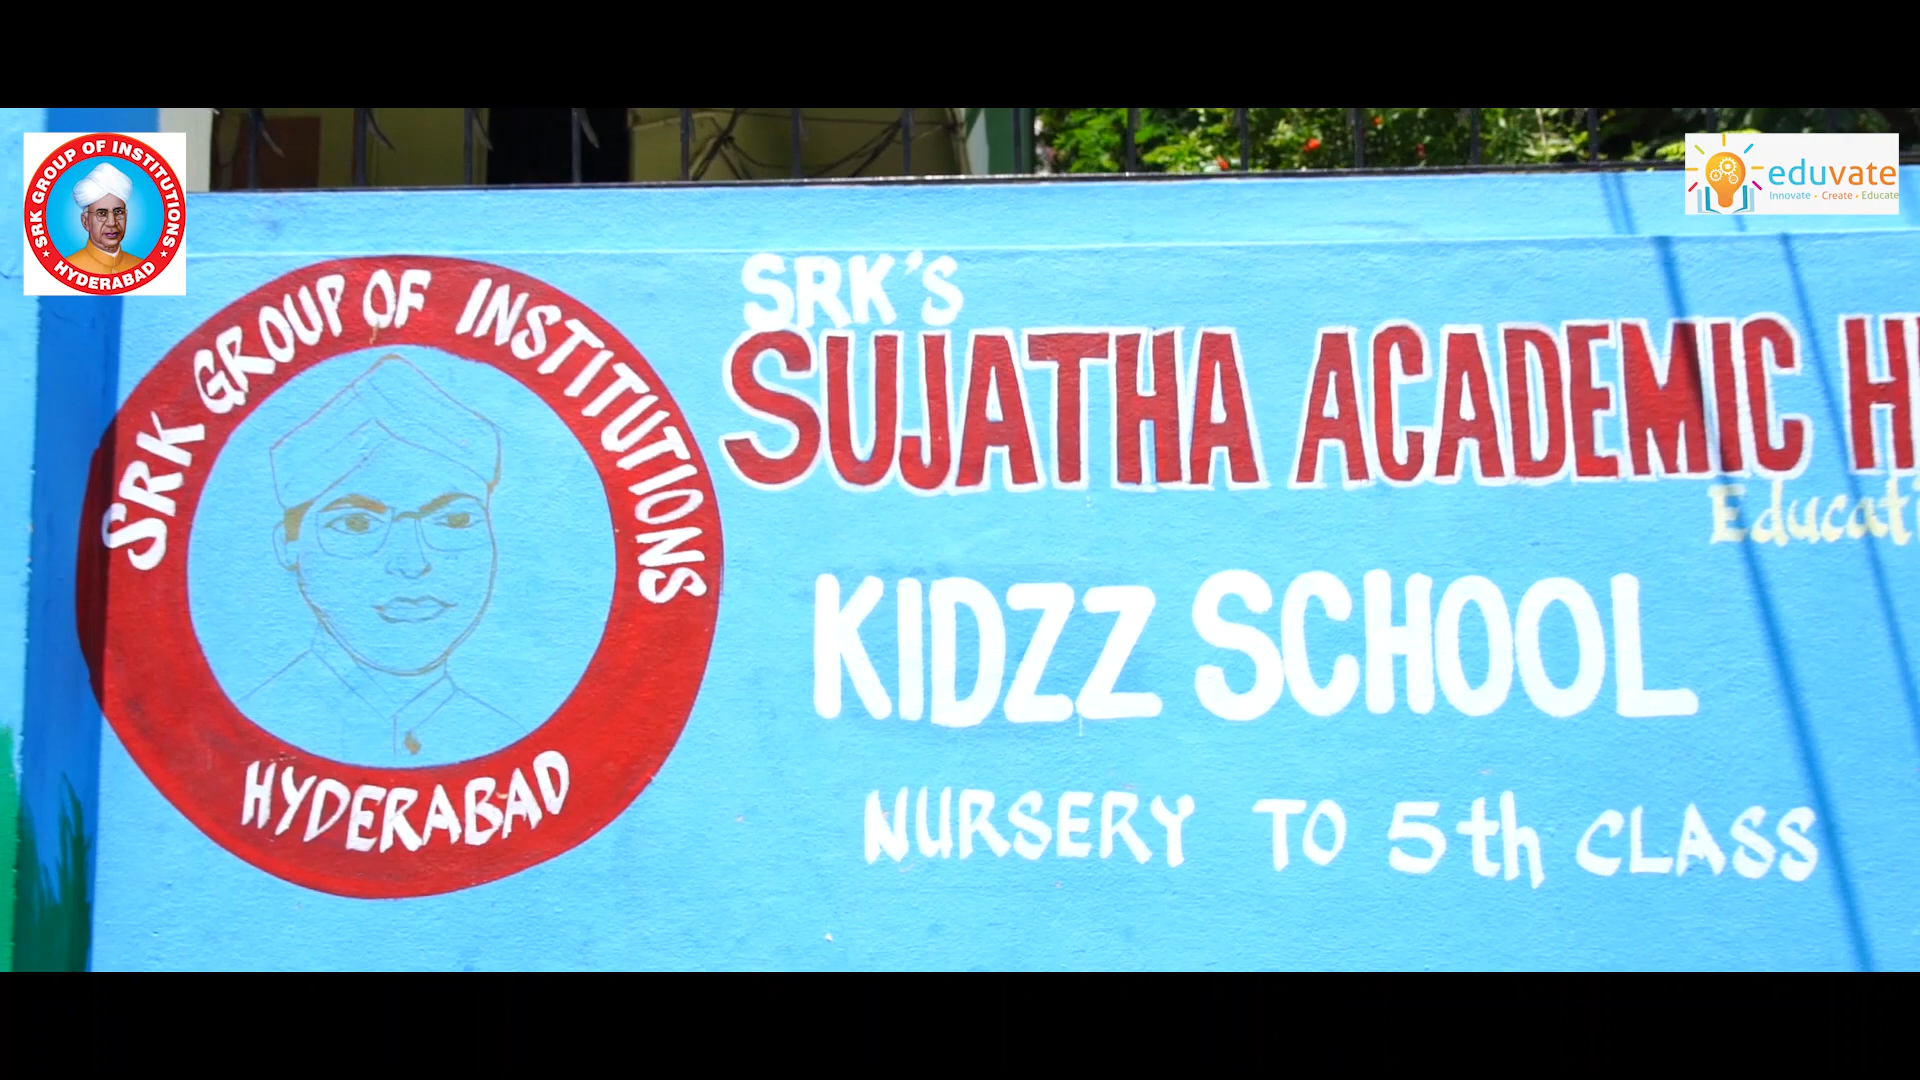 SRK GROUP OF INSTITUTIONS
HYDERABAD
eduvate
Innovate • Create • Educate
SRK GROUP OF INSTITUTIONS
HYDERABAD
SRK'S
SUJATHA ACADEMIC H
Educati
KIDZZ SCHOOL
NURSERY TO 5th CLASS